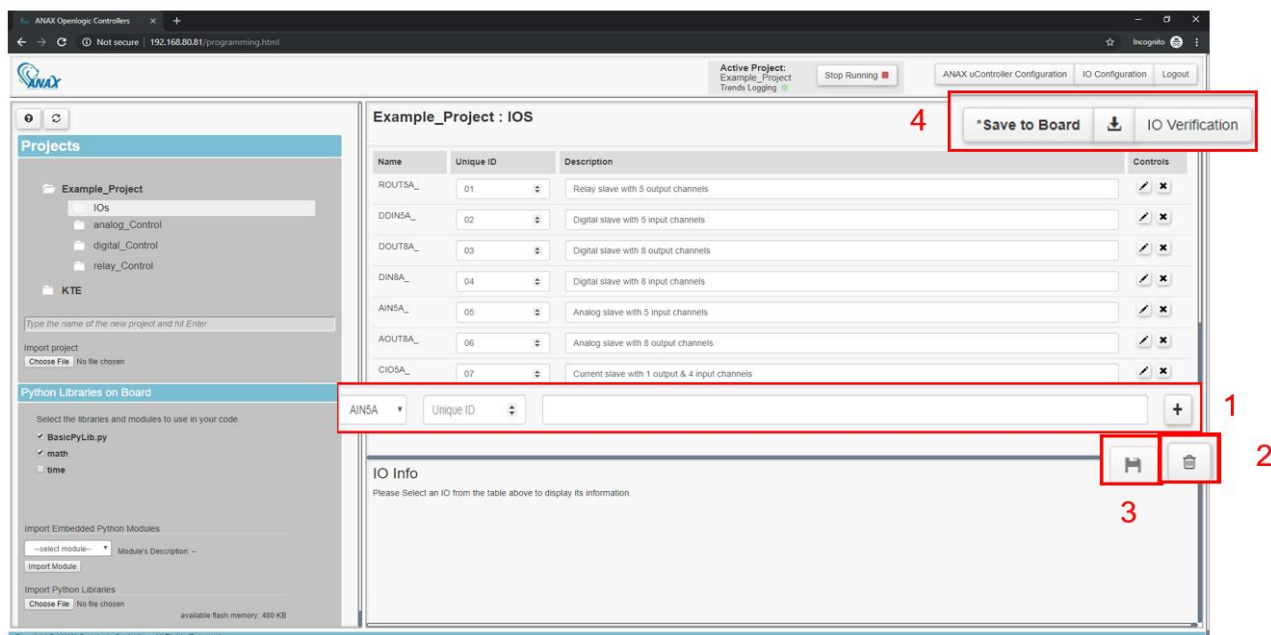 ANAX Openlogic Controllers
Not secure | 192.168.80.81/programming.html
Incognito
ANAX
Active Project:
Example_Project
Trends Logging
Stop Running
ANAX uController Configuration
IO Configuration
Logout
Projects
Example_Project
IOs
analog_Control
digital_Control
relay_Control
KTE
Type the name of the new project and hit Enter
Import project
Choose File No file chosen
Python Libraries on Board
Select the libraries and modules to use in your code.
BasicPyLib.py
math
time
Import Embedded Python Modules
--select module-- Module's Description: --
Import Module
Import Python Libraries
Choose File No file chosen
available flash memory: 480 KB
Example_Project : IOS
4
*Save to Board
IO Verification
Name Unique ID Description Controls
ROUT5A_ 01 Relay slave with 5 output channels
DDIN5A_ 02 Digital slave with 5 input channels
DOUT8A_ 03 Digital slave with 8 output channels
DIN8A_ 04 Digital slave with 8 input channels
AIN5A_ 05 Analog slave with 5 input channels
AOUT8A_ 06 Analog slave with 8 output channels
CIO5A_ 07 Current slave with 1 output & 4 input channels
AIN5A Unique ID + 1
2
3
IO Info
Please Select an IO from the table above to display its information.